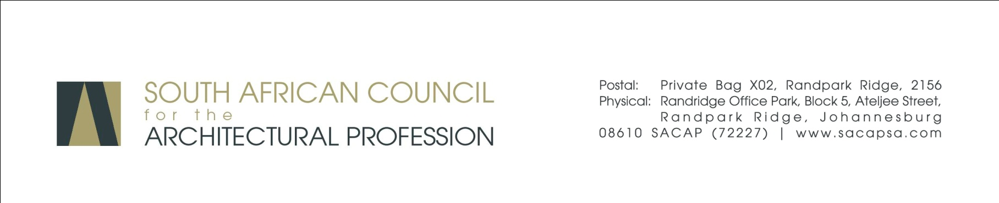 SOUTH AFRICAN COUNCIL
for the
ARCHITECTURAL PROFESSION
Postal: Private Bag X02, Randpark Ridge, 2156
Physical: Randridge Office Park, Block 5, Ateljee Street,
Randpark Ridge, Johannesburg
08610 SACAP (72227) | www.sacapsa.com